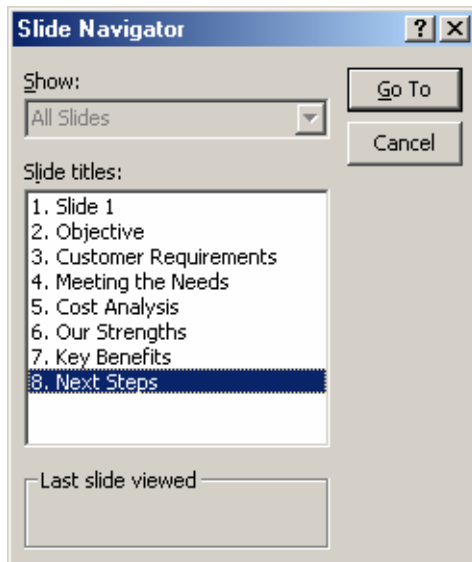 Slide Navigator
Show:
All Slides
Go To
Cancel
Slide titles:
1. Slide 1
2. Objective
3. Customer Requirements
4. Meeting the Needs
5. Cost Analysis
6. Our Strengths
7. Key Benefits
8. Next Steps
Last slide viewed